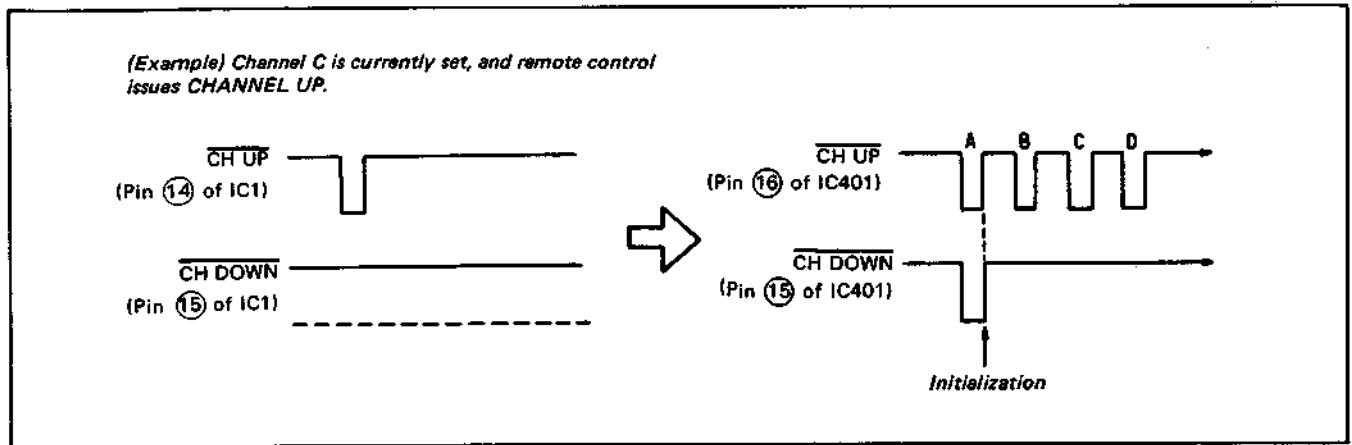 (Example) Channel C is currently set, and remote control
issues CHANNEL UP.
CH UP
(Pin 14 of IC1)
CH DOWN
(Pin 15 of IC1)
A B C D
CH UP
(Pin 16 of IC401)
CH DOWN
(Pin 15 of IC401)
Initialization